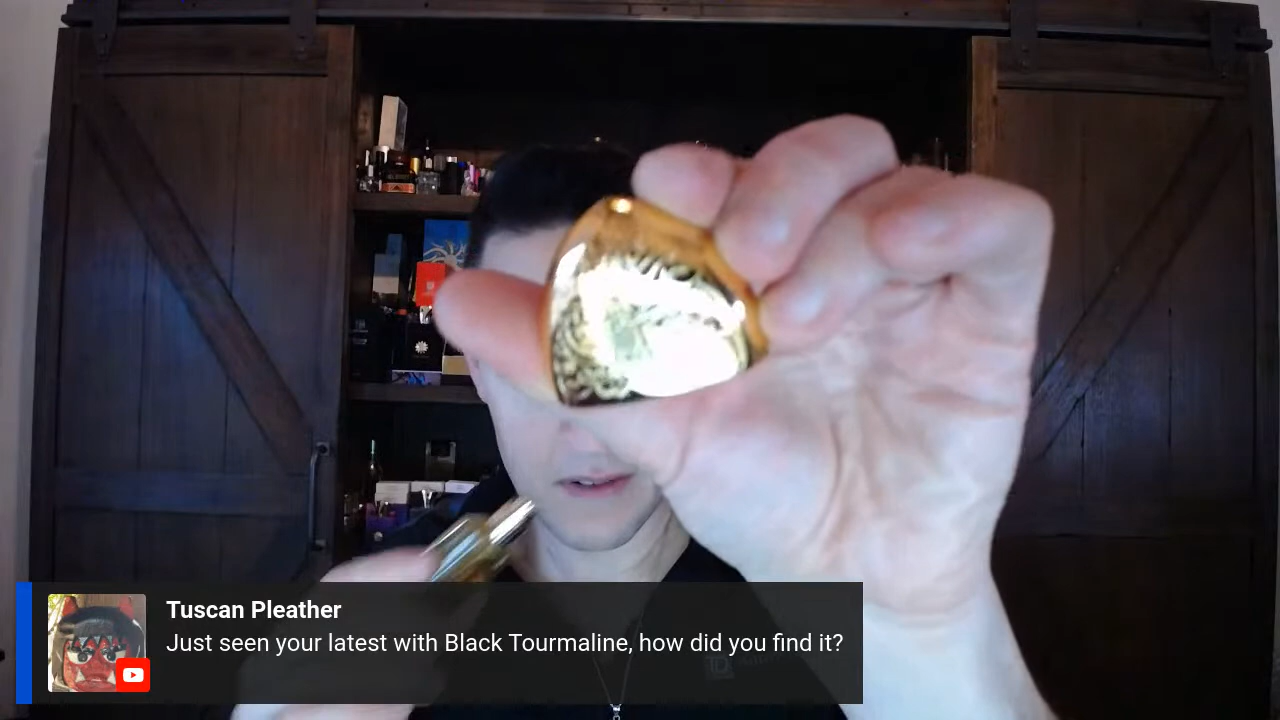 Tuscan Pleather
Just seen your latest with Black Tourmaline, how did you find it?